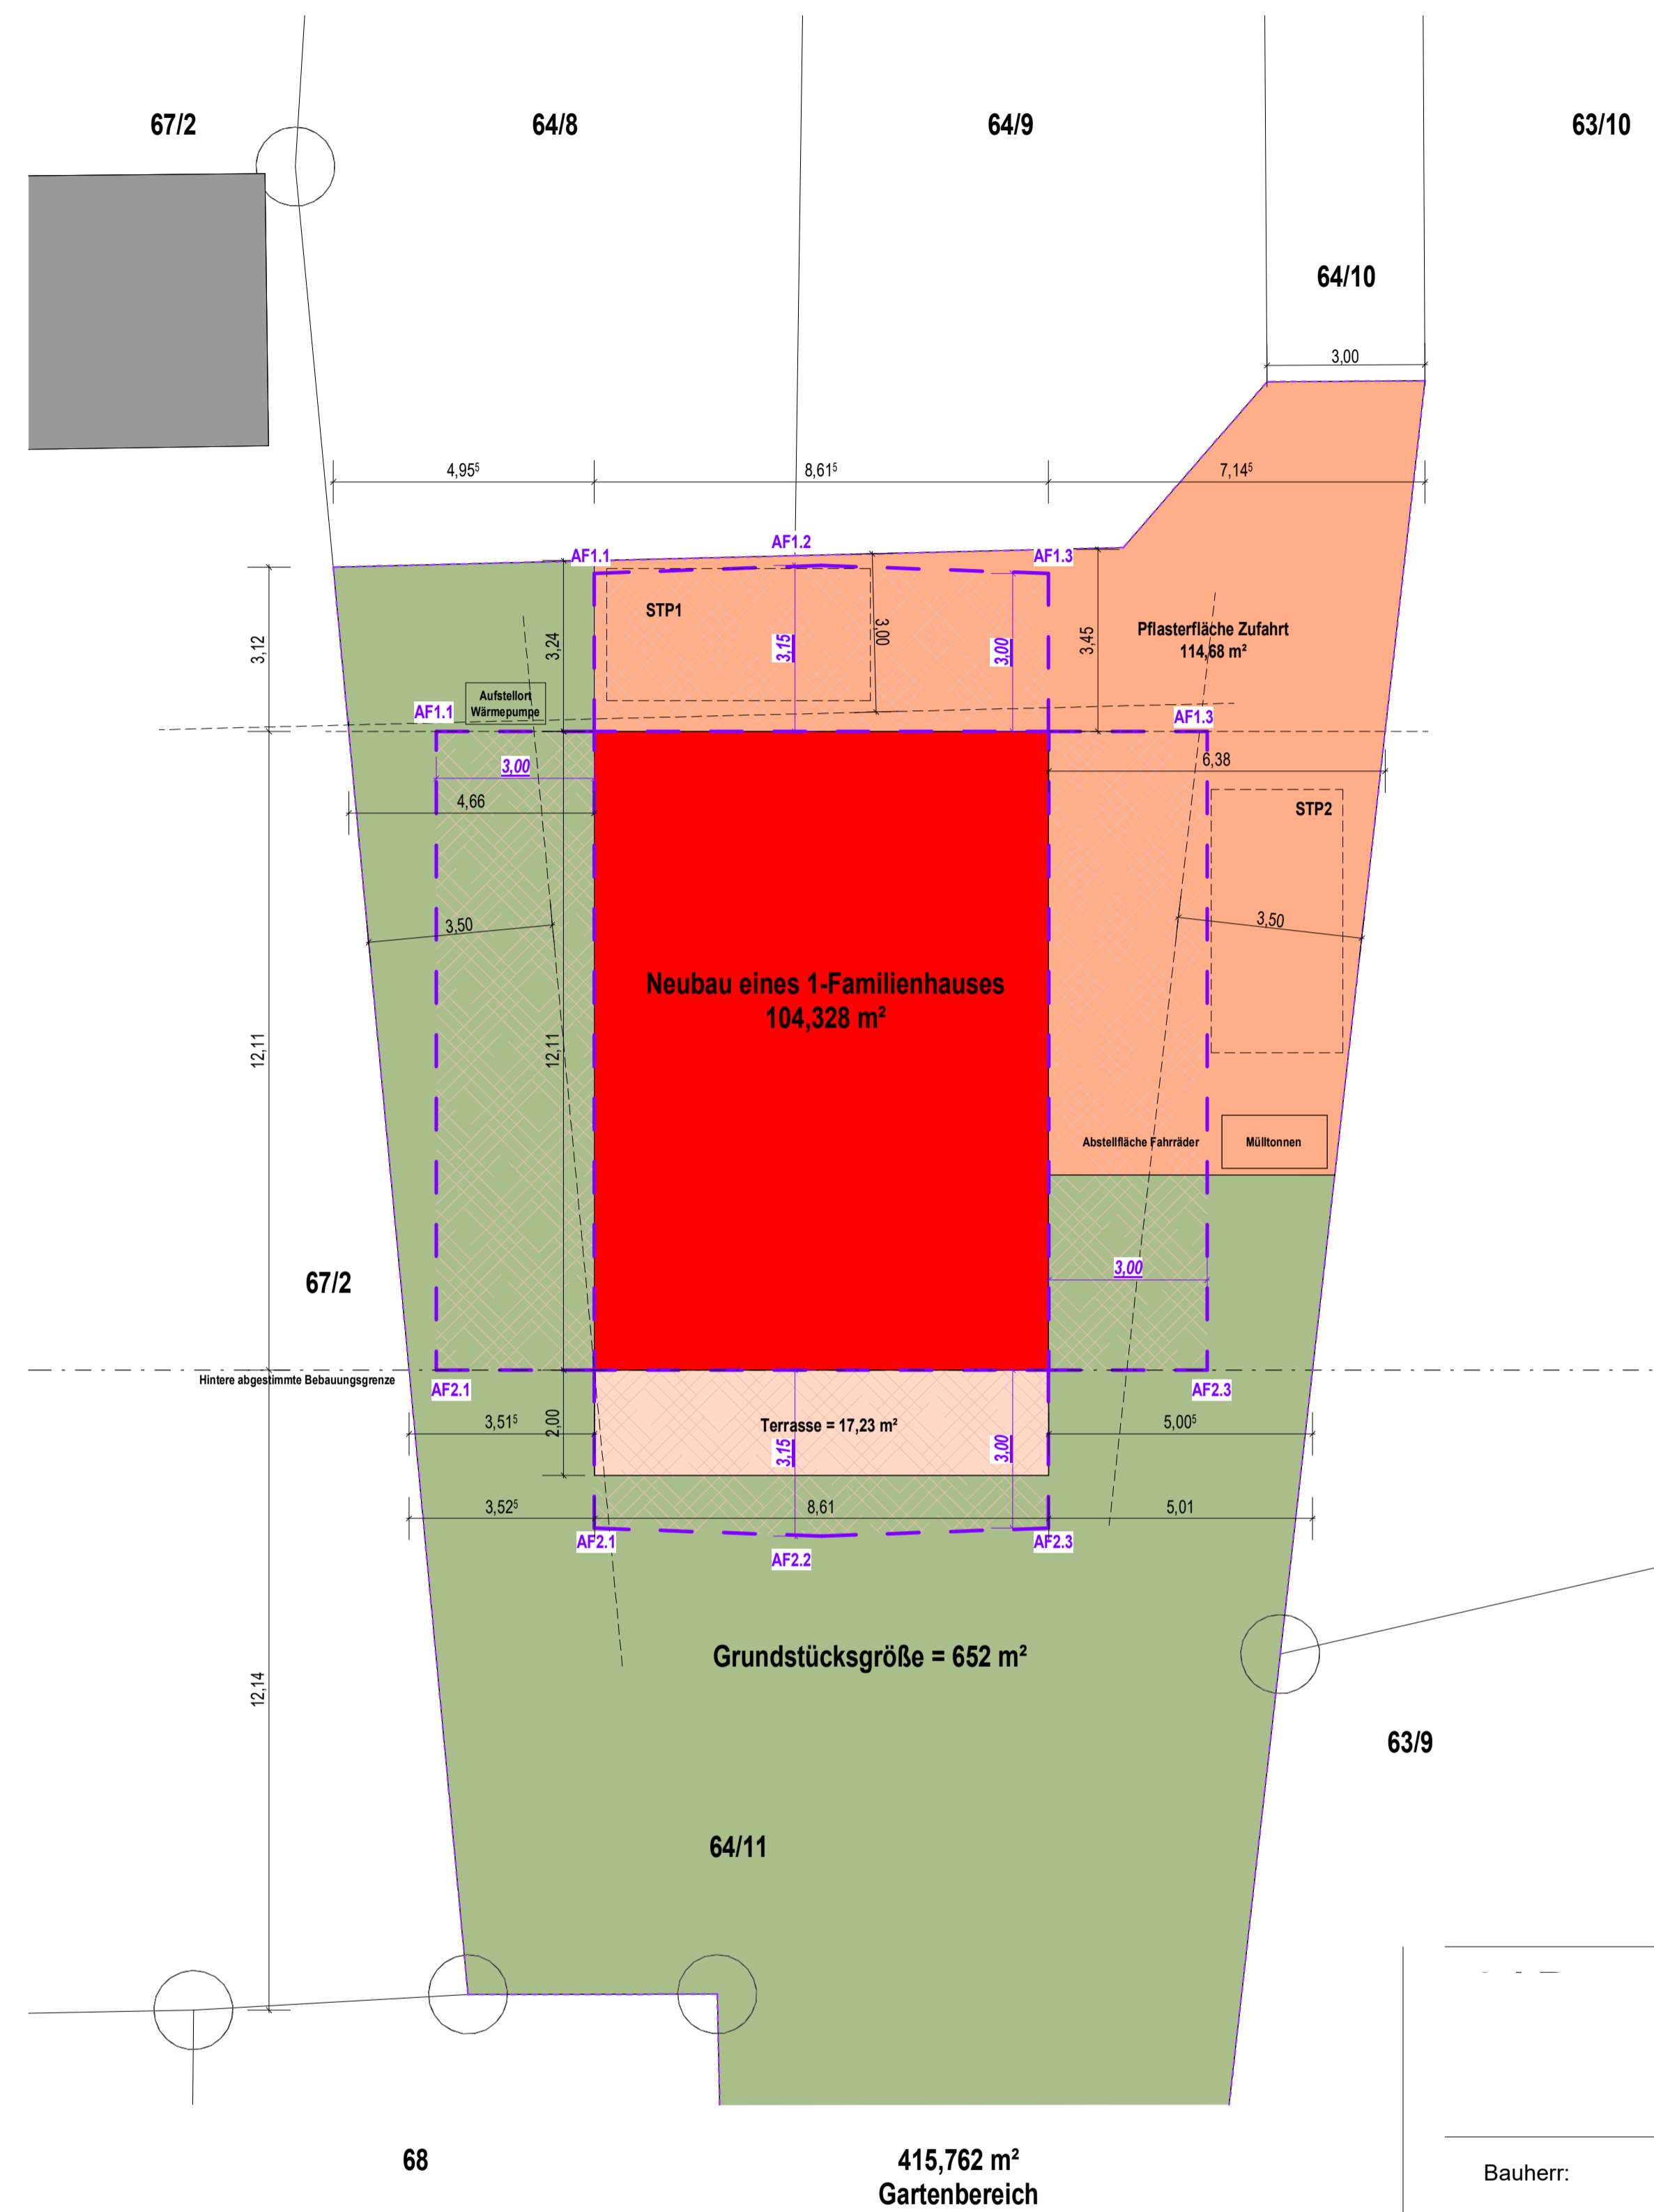 67/2
64/8
64/9
63/10
64/10
3,00
4,95⁵
8,61⁵
7,14⁵
AF1.1
AF1.2
AF1.3
STP1
3,12
3,24
3,15
3,00
3,00
3,45
Pflasterfläche Zufahrt
114,68 m²
Aufstellort
Wärmepumpe
AF1.1
AF1.3
3,00
4,66
6,38
STP2
3,50
3,50
Neubau eines 1-Familienhauses
104,328 m²
12,11
12,11
Abstellfläche Fahrräder
Mülltonnen
67/2
3,00
Hintere abgestimmte Bebauungsgrenze
AF2.1
AF2.3
3,51⁵
2,00
Terrasse = 17,23 m²
3,15
3,00
5,00⁵
3,52⁵
8,61
5,01
AF2.1
AF2.2
AF2.3
Grundstücksgröße = 652 m²
12,14
63/9
64/11
68
415,762 m²
Gartenbereich
Bauherr: